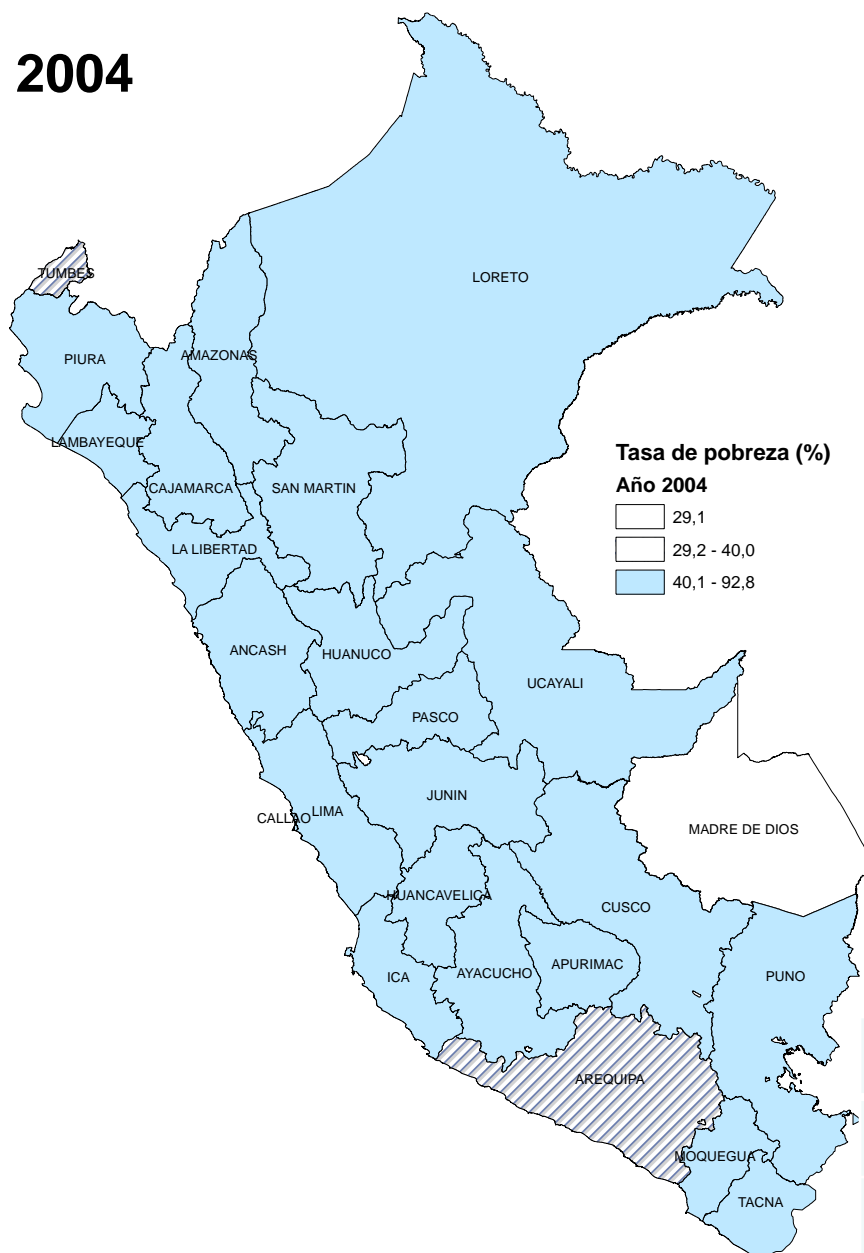 2004
TUMBES
LORETO
PIURA
AMAZONAS
LAMBAYEQUE
Tasa de pobreza (%)
Año 2004
29,1
29,2 - 40,0
40,1 - 92,8
CAJAMARCA
SAN MARTIN
LA LIBERTAD
ANCASH
HUANUCO
UCAYALI
PASCO
JUNIN
LIMA
CALLAO
MADRE DE DIOS
HUANCAVELICA
CUSCO
APURIMAC
AYACUCHO
ICA
PUNO
AREQUIPA
MOQUEGUA
TACNA